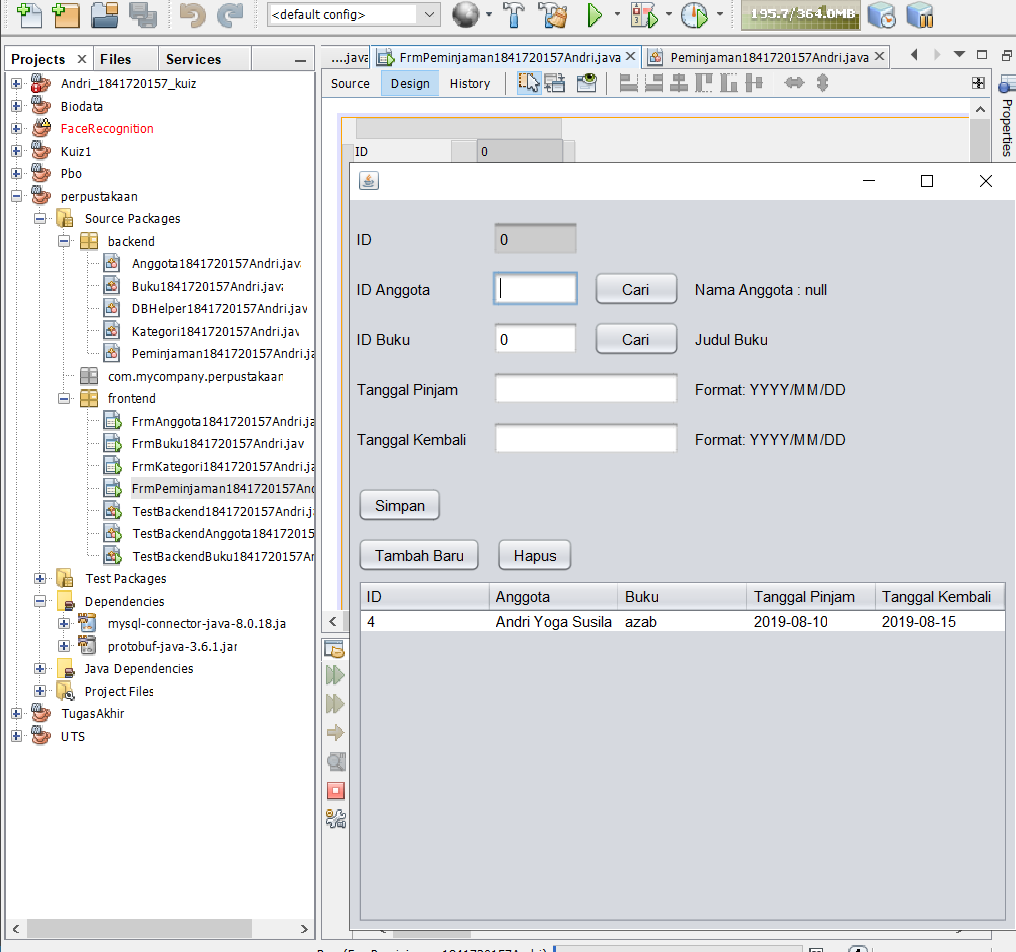 <default config>
195.7/364.0MB
Projects
Files
Services
Andri_1841720157_kuiz
Biodata
FaceRecognition
Kuiz1
Pbo
perpustakaan
Source Packages
backend
Anggota1841720157Andri.java
Buku1841720157Andri.java
DBHelper1841720157Andri.java
Kategori1841720157Andri.jav
Peminjaman1841720157Andri.ja
com.mycompany.perpustakaan
frontend
FrmAnggota1841720157Andri.ja
FrmBuku1841720157Andri.jav
FrmKategori1841720157Andri.ja
FrmPeminjaman1841720157And
TestBackend1841720157Andri.j
TestBackendAnggota184172015
TestBackendBuku1841720157Ar
Test Packages
Dependencies
mysql-connector-java-8.0.18.ja
protobuf-java-3.6.1.jar
Java Dependencies
Project Files
TugasAkhir
UTS
....java
FrmPeminjaman1841720157Andri.java
Peminjaman1841720157Andri.java
Source
Design
History
Properties
ID
0
ID
0
ID Anggota
Cari
Nama Anggota : null
ID Buku
0
Cari
Judul Buku
Tanggal Pinjam
Format: YYYY/MM/DD
Tanggal Kembali
Format: YYYY/MM/DD
Simpan
Tambah Baru
Hapus
ID Anggota Buku Tanggal Pinjam Tanggal Kembali
4 Andri Yoga Susila azab 2019-08-10 2019-08-15